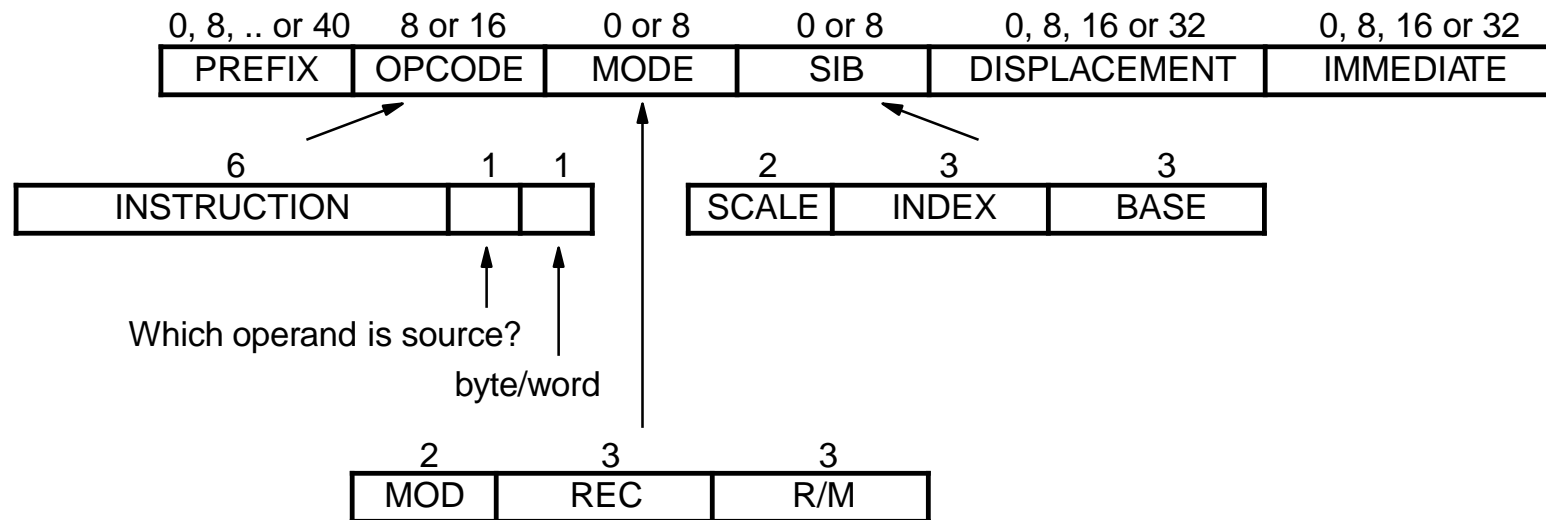 0, 8, .. or 40 8 or 16 0 or 8 0 or 8 0, 8, 16 or 32 0, 8, 16 or 32
PREFIX OPCODE MODE SIB DISPLACEMENT IMMEDIATE
6 1 1 2 3 3
INSTRUCTION SCALE INDEX BASE
Which operand is source?
byte/word
2 3 3
MOD REC R/M